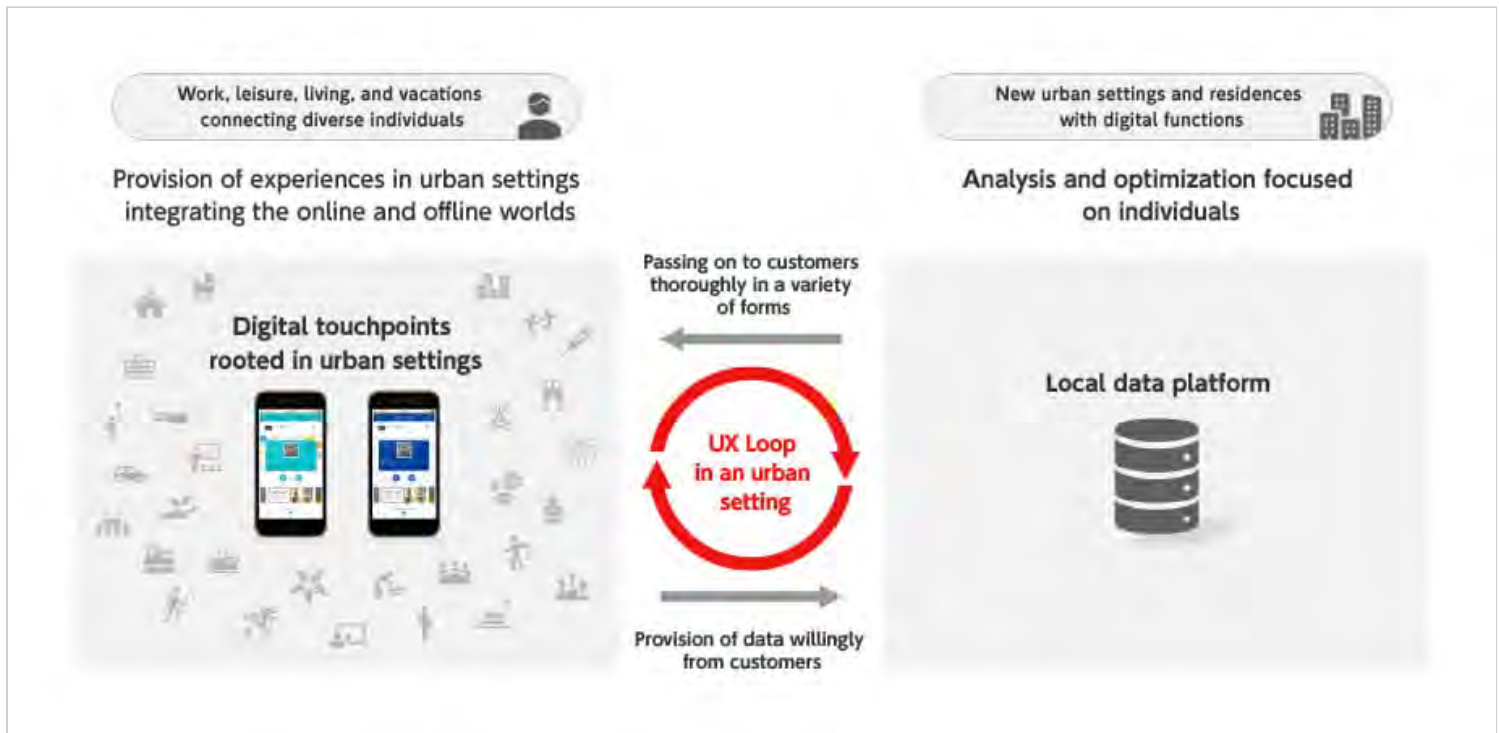 Work, leisure, living, and vacations
connecting diverse individuals
New urban settings and residences
with digital functions
Provision of experiences in urban settings
integrating the online and offline worlds
Analysis and optimization focused
on individuals
Passing on to customers
thoroughly in a variety
of forms
Digital touchpoints
rooted in urban settings
Local data platform
UX Loop
in an urban
setting
Provision of data willingly
from customers